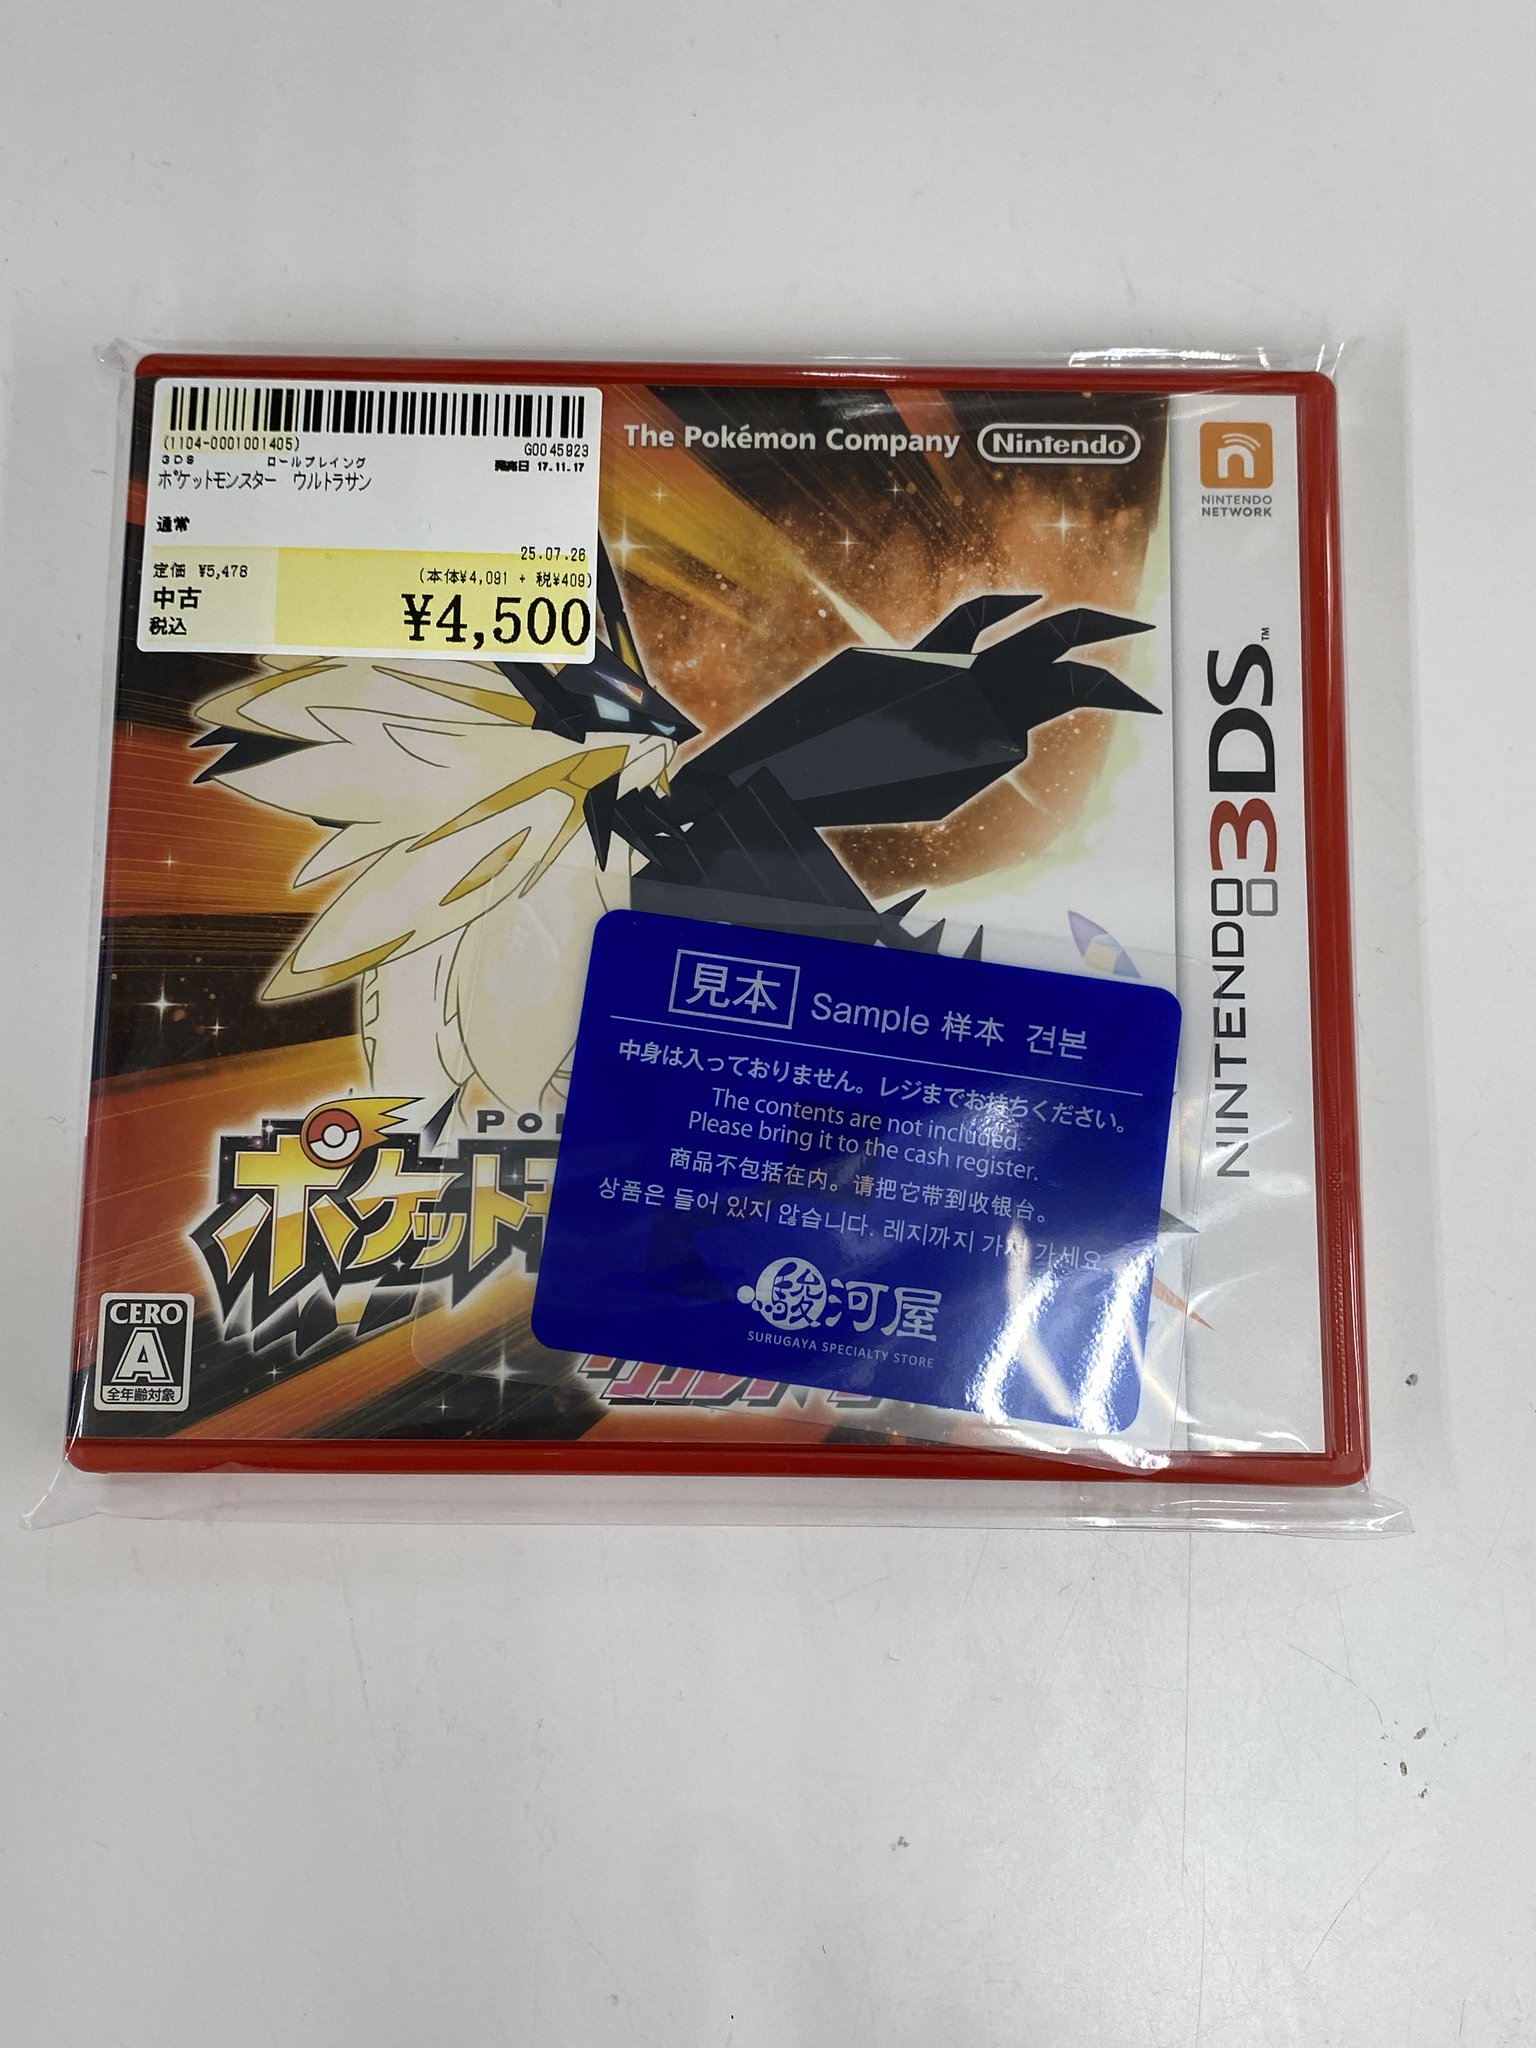 (1104-0001001405)
G0045923
3DS ロールプレイング
発売日 17.11.17
ポケットモンスター ウルトラサン
通常
25.07.26
定価 ¥5,478
(本体¥4,091 + 税¥409)
中古
税込
¥4,500
The Pokémon Company
Nintendo
NINTENDO
NETWORK
NINTENDO3DS™
見本 Sample 样本 견본
中身は入っておりません。レジまでお持ちください。
The contents are not included.
Please bring it to the cash register.
商品不包括在内。请把它带到收银台。
상품은 들어 있지 않습니다. 레지까지 가져 가세요
駿河屋
SURUGAYA SPECIALTY STORE
ポケット
CERO
A
全年齢対象